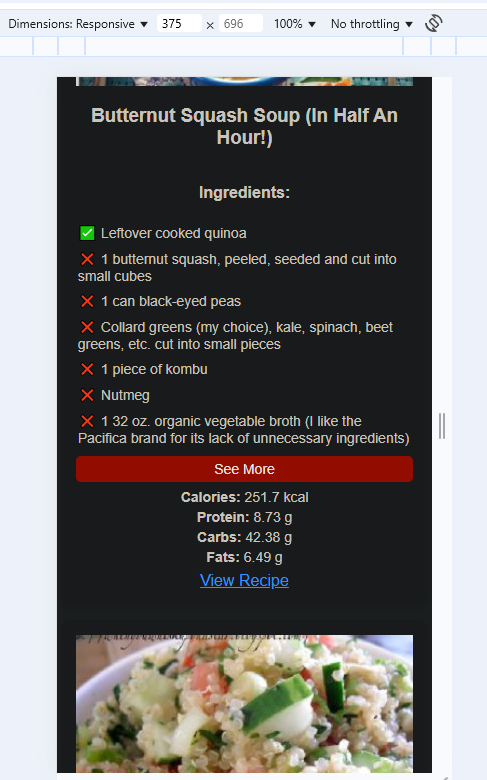 Dimensions: Responsive 375 × 696 100% No throttling
Butternut Squash Soup (In Half An
Hour!)
Ingredients:
✅ Leftover cooked quinoa
❌ 1 butternut squash, peeled, seeded and cut into
small cubes
❌ 1 can black-eyed peas
❌ Collard greens (my choice), kale, spinach, beet
greens, etc. cut into small pieces
❌ 1 piece of kombu
❌ Nutmeg
❌ 1 32 oz. organic vegetable broth (I like the
Pacifica brand for its lack of unnecessary ingredients)
See More
Calories: 251.7 kcal
Protein: 8.73 g
Carbs: 42.38 g
Fats: 6.49 g
View Recipe